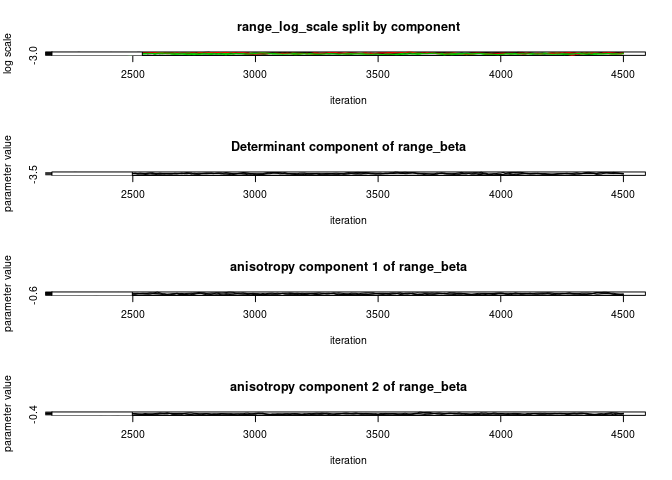 range_log_scale split by component
log scale
-3.0
2500 3000 3500 4000 4500
iteration
Determinant component of range_beta
parameter value
-3.5
2500 3000 3500 4000 4500
iteration
anisotropy component 1 of range_beta
parameter value
-0.6
2500 3000 3500 4000 4500
iteration
anisotropy component 2 of range_beta
parameter value
-0.4
2500 3000 3500 4000 4500
iteration